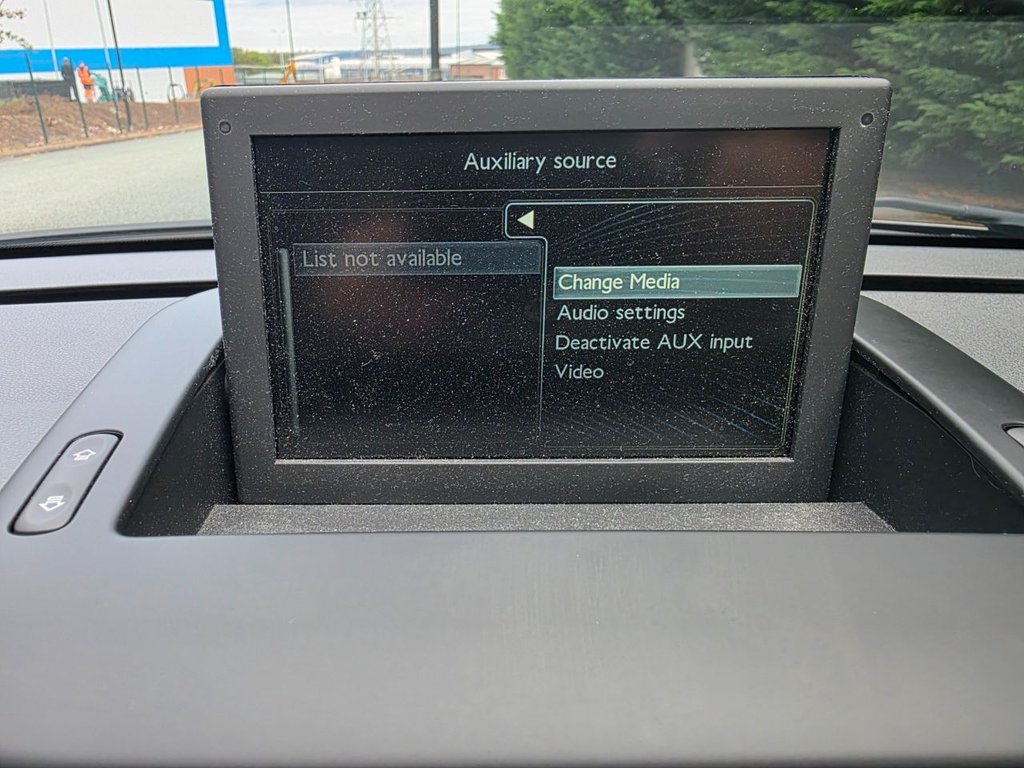 Auxiliary source
List not available
Change Media
Audio settings
Deactivate AUX input
Video